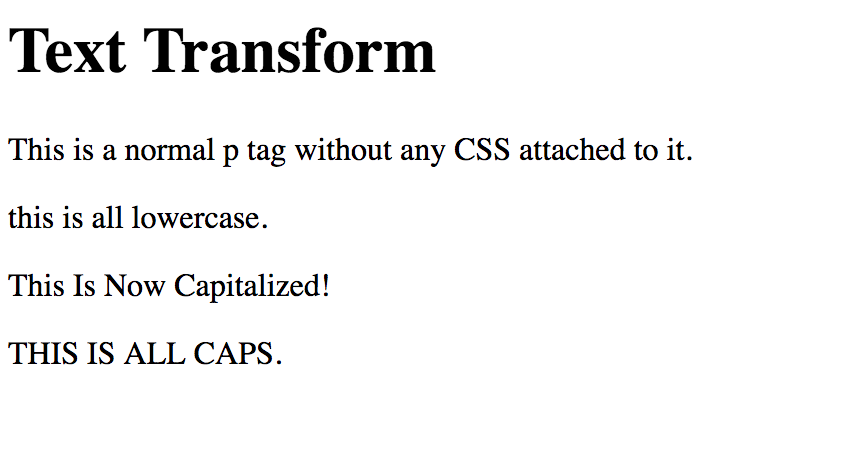 Text Transform
This is a normal p tag without any CSS attached to it.
this is all lowercase.
This Is Now Capitalized!
THIS IS ALL CAPS.